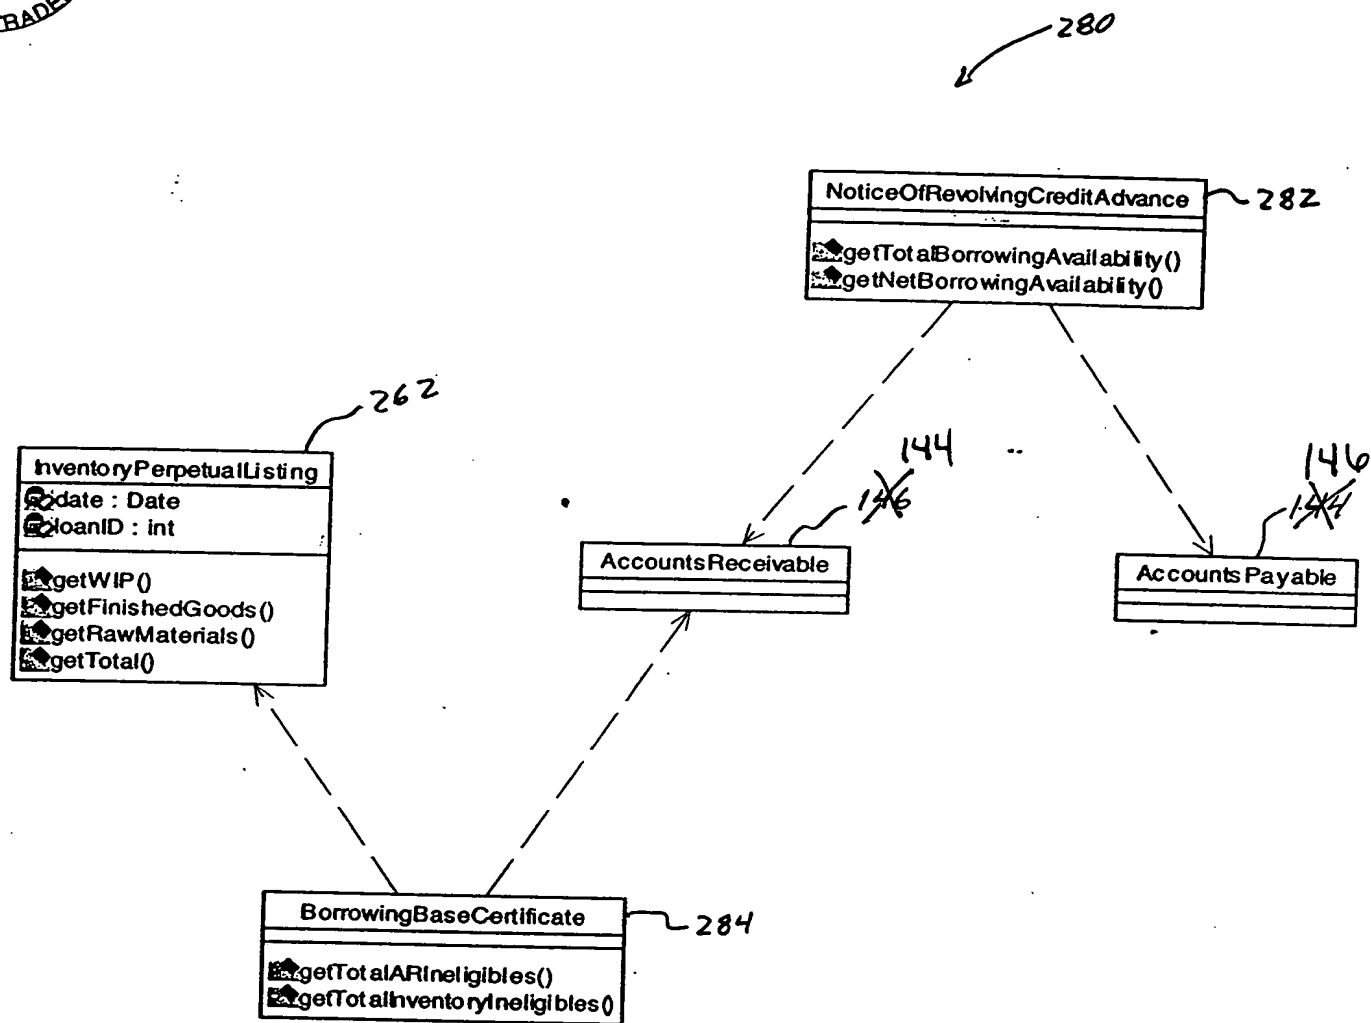 TRADE
280
NoticeOfRevolvingCreditAdvance
282
getTotalBorrowingAvailability()
getNetBorrowingAvailability()
262
InventoryPerpetualListing
date : Date
loanID : int
getWIP()
getFinishedGoods()
getRawMaterials()
getTotal()
144
146
AccountsReceivable
146
144
AccountsPayable
BorrowingBaseCertificate
284
getTotalARIneligibles()
getTotalInventoryIneligibles()